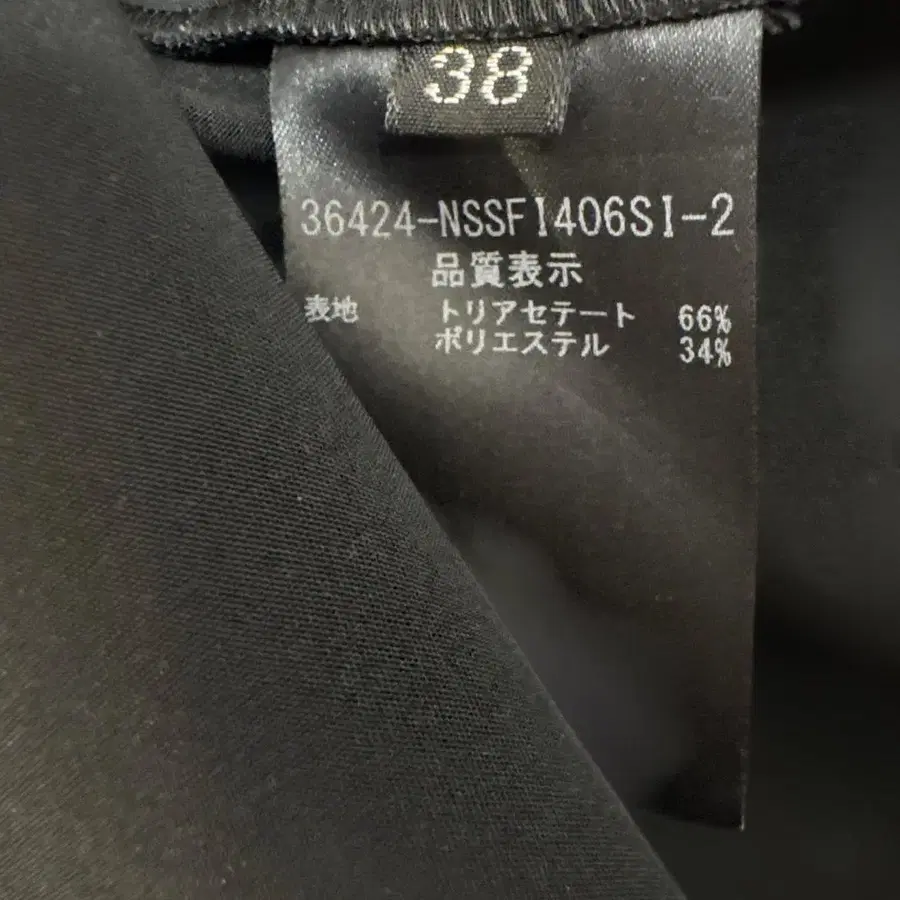 38
36424-NSSFI406SI-2
品質表示
表地 トリアセテート 66%
ポリエステル 34%